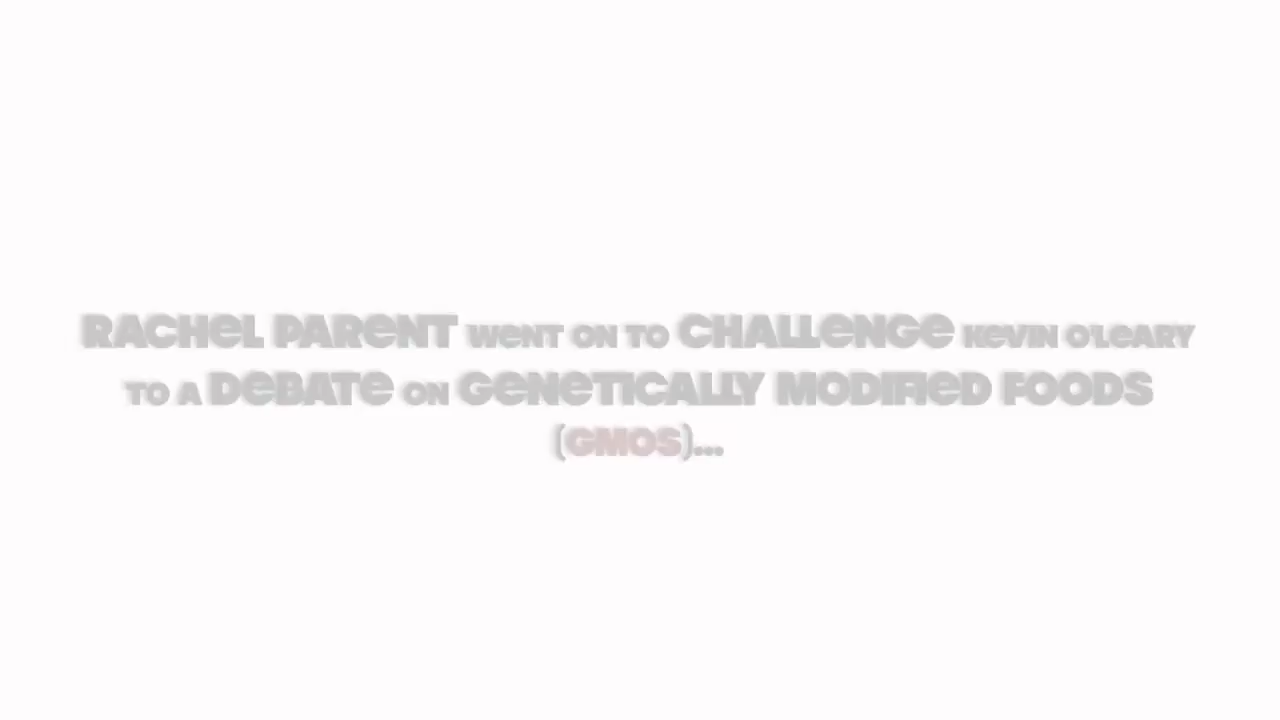 RACHEL PARENT WENT ON TO CHALLENGE KEVIN O'LEARY
TO A DEBATE ON GENETICALLY MODIFIED FOODS
(GMOS)...